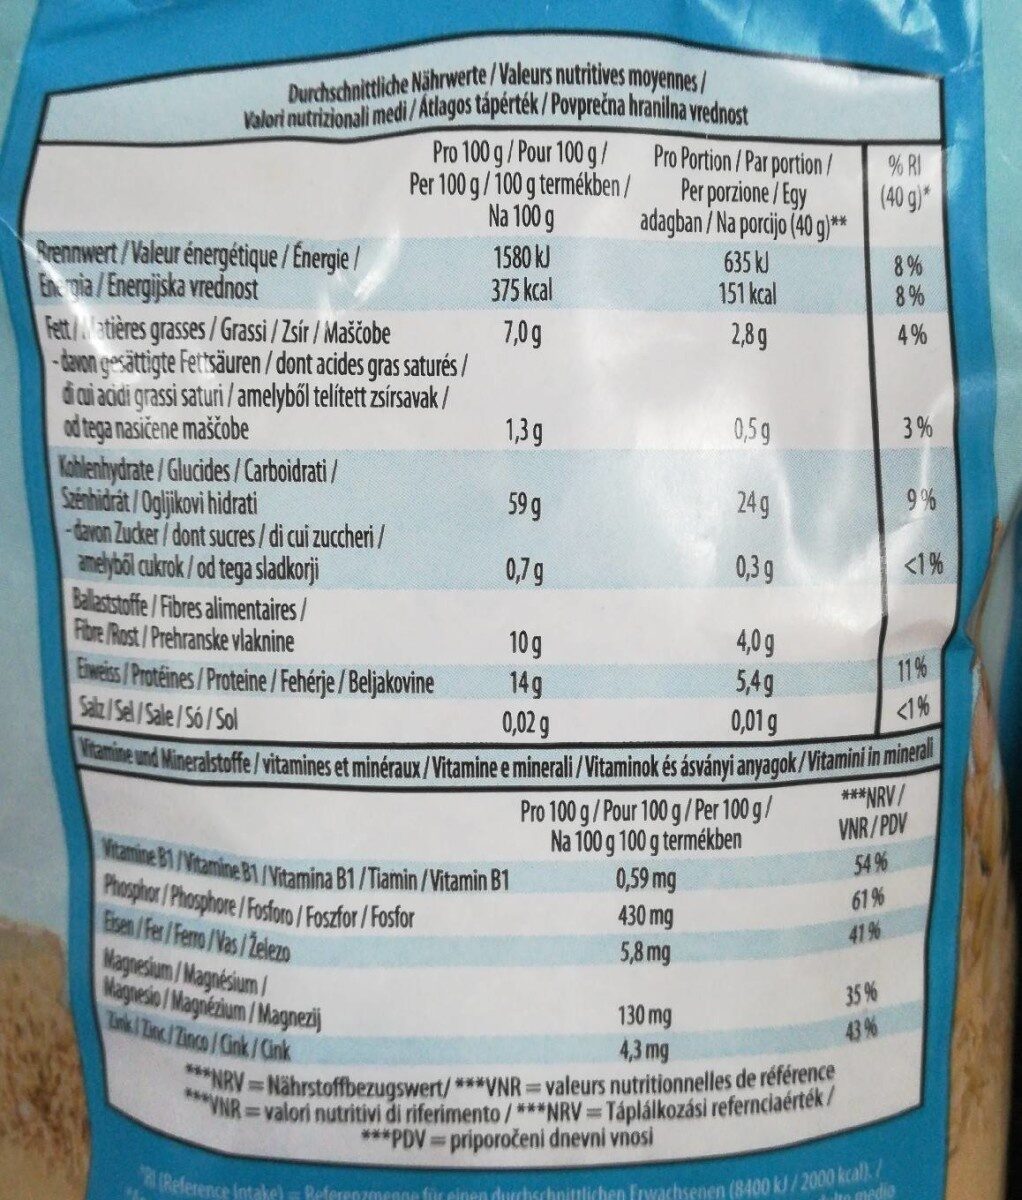 Durchschnittliche Nährwerte / Valeurs nutritives moyennes /
Valori nutrizionali medi / Átlagos tápérték / Povprečna hranilna vrednost
Pro 100 g / Pour 100 g / Pro Portion / Par portion / % RI
Per 100 g / 100 g termékben / Per porzione / Egy (40 g)*
Na 100 g adagban / Na porcijo (40 g)**
Brennwert / Valeur énergétique / Énergie / 1580 kJ 635 kJ 8 %
Energia / Energijska vrednost 375 kcal 151 kcal 8 %
Fett / Matières grasses / Grassi / Zsír / Maščobe 7,0 g 2,8 g 4 %
- davon gesättigte Fettsäuren / dont acides gras saturés /
di cui acidi grassi saturi / amelyből telített zsírsavak /
od tega nasičene maščobe 1,3 g 0,5 g 3 %
Kohlenhydrate / Glucides / Carboidrati /
Szénhidrát / Ogljikovi hidrati 59 g 24 g 9 %
- davon Zucker / dont sucres / di cui zuccheri /
amelyből cukrok / od tega sladkorji 0,7 g 0,3 g <1 %
Ballaststoffe / Fibres alimentaires /
Fibre /Rost / Prehranske vlaknine 10 g 4,0 g
Eiweiss / Protéines / Proteine / Fehérje / Beljakovine 14 g 5,4 g 11 %
Salz / Sel / Sale / Só / Sol 0,02 g 0,01 g <1 %
Vitamine und Mineralstoffe / vitamines et minéraux / Vitamine e minerali / Vitaminok és ásványi anyagok / Vitamini in minerali
Pro 100 g / Pour 100 g / Per 100 g / ***NRV /
Na 100 g 100 g termékben VNR / PDV
Vitamine B1 / Vitamine B1 / Vitamina B1 / Tiamin / Vitamin B1 0,59 mg 54 %
Phosphor / Phosphore / Fosforo / Foszfor / Fosfor 430 mg 61 %
Eisen / Fer / Ferro / Vas / Železo 5,8 mg 41 %
Magnesium / Magnésium /
Magnesio / Magnézium / Magnezij 130 mg 35 %
Zink / Zinc / Zinco / Cink / Cink 4,3 mg 43 %
***NRV = Nährstoffbezugswert/ ***VNR = valeurs nutritionnelles de référence
***VNR = valori nutritivi di riferimento / ***NRV = Táplálkozási refernciaérték /
***PDV = priporočeni dnevni vnosi
*RI (Reference Intake) = Referenzmenge für einen durchschnittlichen Erwachsenen (8400 kJ / 2000 kcal). /